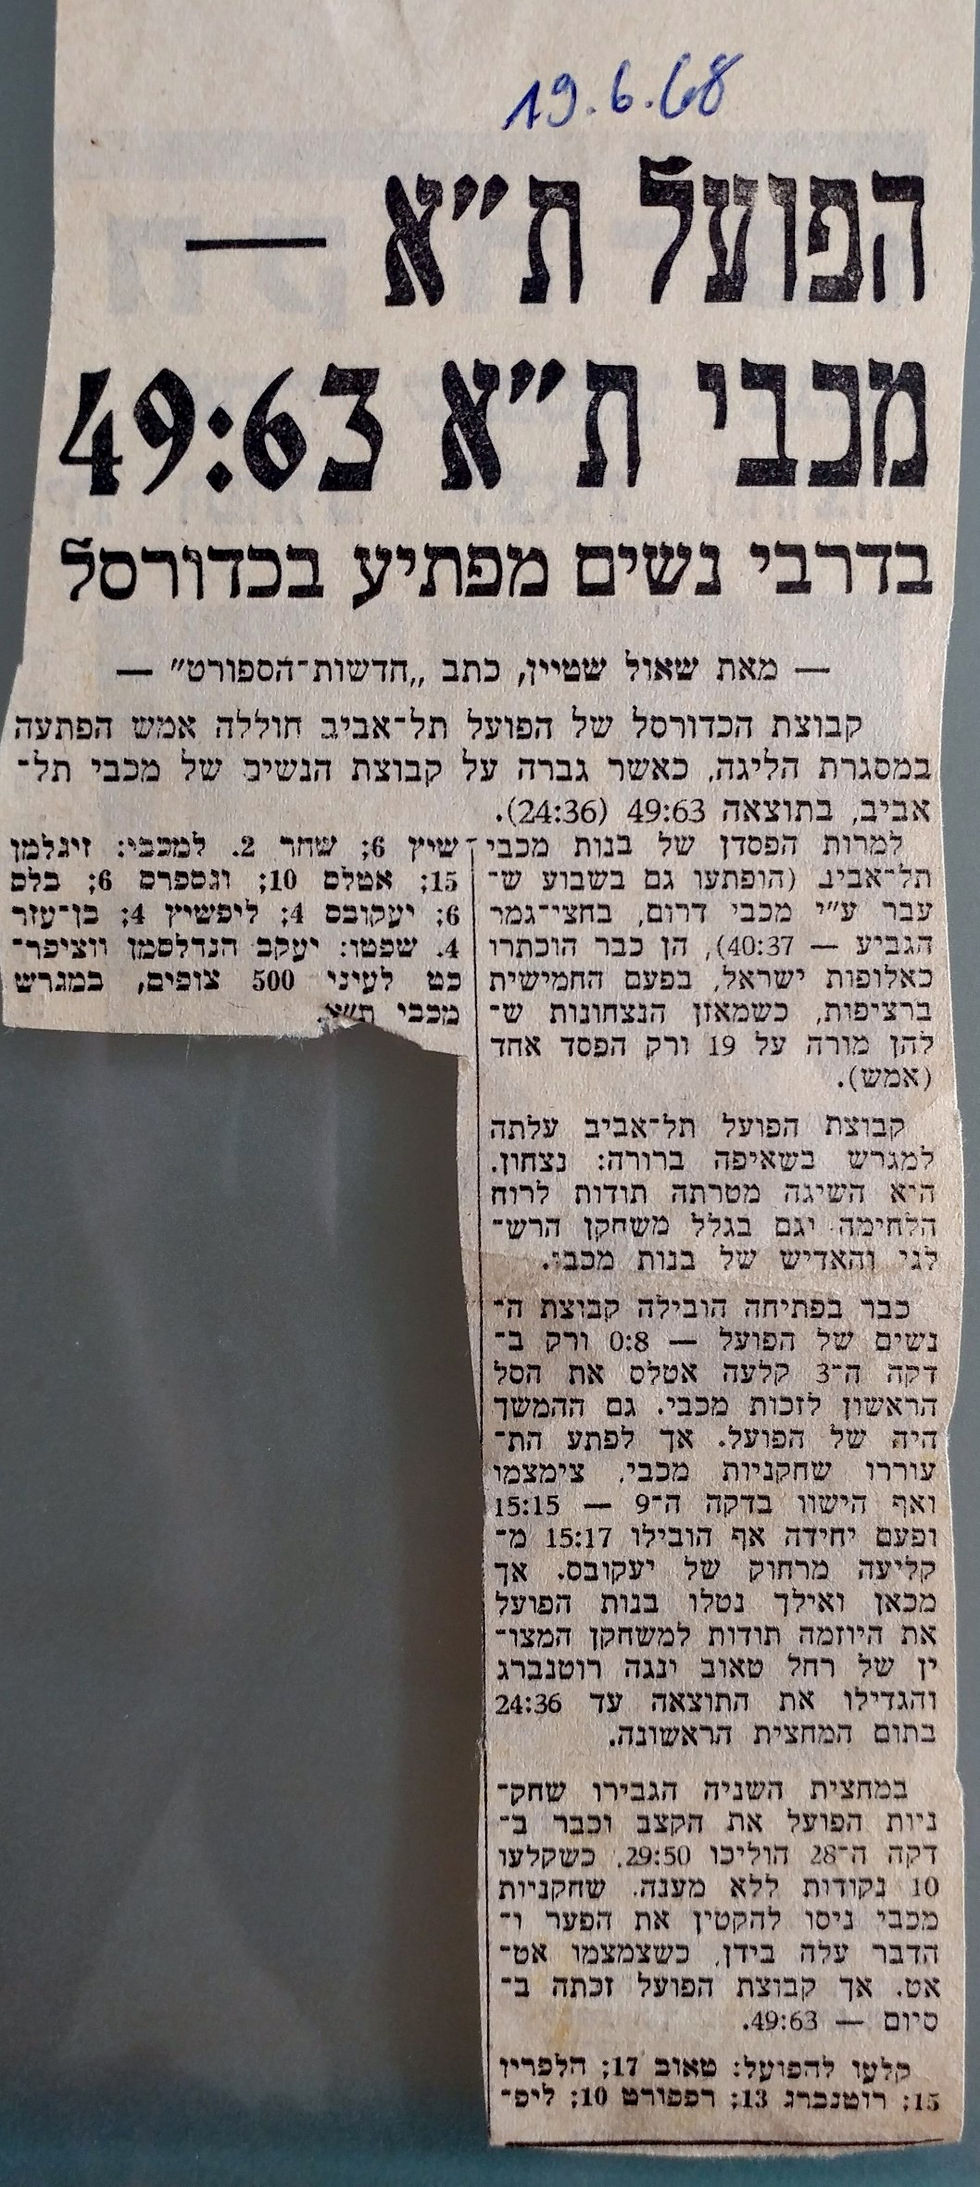 19.6.68
הפועל ת״א —
מכבי ת״א 49:63
בדרבי נשים מפתיע בכדורסל
— מאת שאול שטיין, כתב „חדשות־הספורט״ —
קבוצת הכדורסל של הפועל תל־אביב חוללה אמש הפתעה
במסגרת הליגה, כאשר גברה על קבוצת הנשים של מכבי תל־
אביב, בתוצאה 49:63 (24:36).
למרות הפסדן של בנות מכבי
תל־אביב (הופתעו גם בשבוע ש־
עבר ע״י מכבי דרום, בחצי־גמר
הגביע — 40:37), הן כבר הוכתרו
כאלופות ישראל, בפעם החמישית
ברציפות, כשמאזן הנצחונות ש־
להן מורה על 19 ורק הפסד אחד
(אמש).
קבוצת הפועל תל־אביב עלתה
למגרש בשאיפה ברורה: נצחון.
היא השיגה מטרתה תודות לרוח
הלחימה וגם בגלל משחקן הרש־
לני והאדיש של בנות מכבי.
כבר בפתיחה הובילה קבוצת ה־
נשים של הפועל — 0:8 ורק ב־
דקה ה־3 קלעה אטלס את הסל
הראשון לזכות מכבי. גם ההמשך
היה של הפועל. אך לפתע הת־
עוררו שחקניות מכבי, צימצמו
ואף הישוו בדקה ה־9 — 15:15
ופעם יחידה אף הובילו 15:17 מ־
קליעה מרחוק של יעקובס. אך
מכאן ואילך נטלו בנות הפועל
את היוזמה תודות למשחקן המצו־
ין של רחל טאוב ינגה רוטנברג
והגדילו את התוצאה עד 24:36
בתום המחצית הראשונה.
במחצית השניה הגבירו שחק־
ניות הפועל את הקצב וכבר ב־
דקה ה־28 הוליכו 29:50, כשקלעו
10 נקודות ללא מענה. שחקניות
מכבי ניסו להקטין את הפער ו־
הדבר עלה בידן, כשצמצמו אט־
אט. אך קבוצת הפועל זכתה ב־
סיום — 49:63.
קלעו להפועל: טאוב 17; הלפרין
15; רוטנברג 13; רפפורט 10; ליפ־
שיץ 6; שחר 2. למכבי: זיגלמן
15; אטלס 10; וגספרס 6; בלס
6; יעקובס 4; ליפשיץ 4; בן־עזר
4. שפטו: יעקב הנדלסמן ווציפר־
כט לעיני 500 צופים, במגרש
מכבי ת״א.